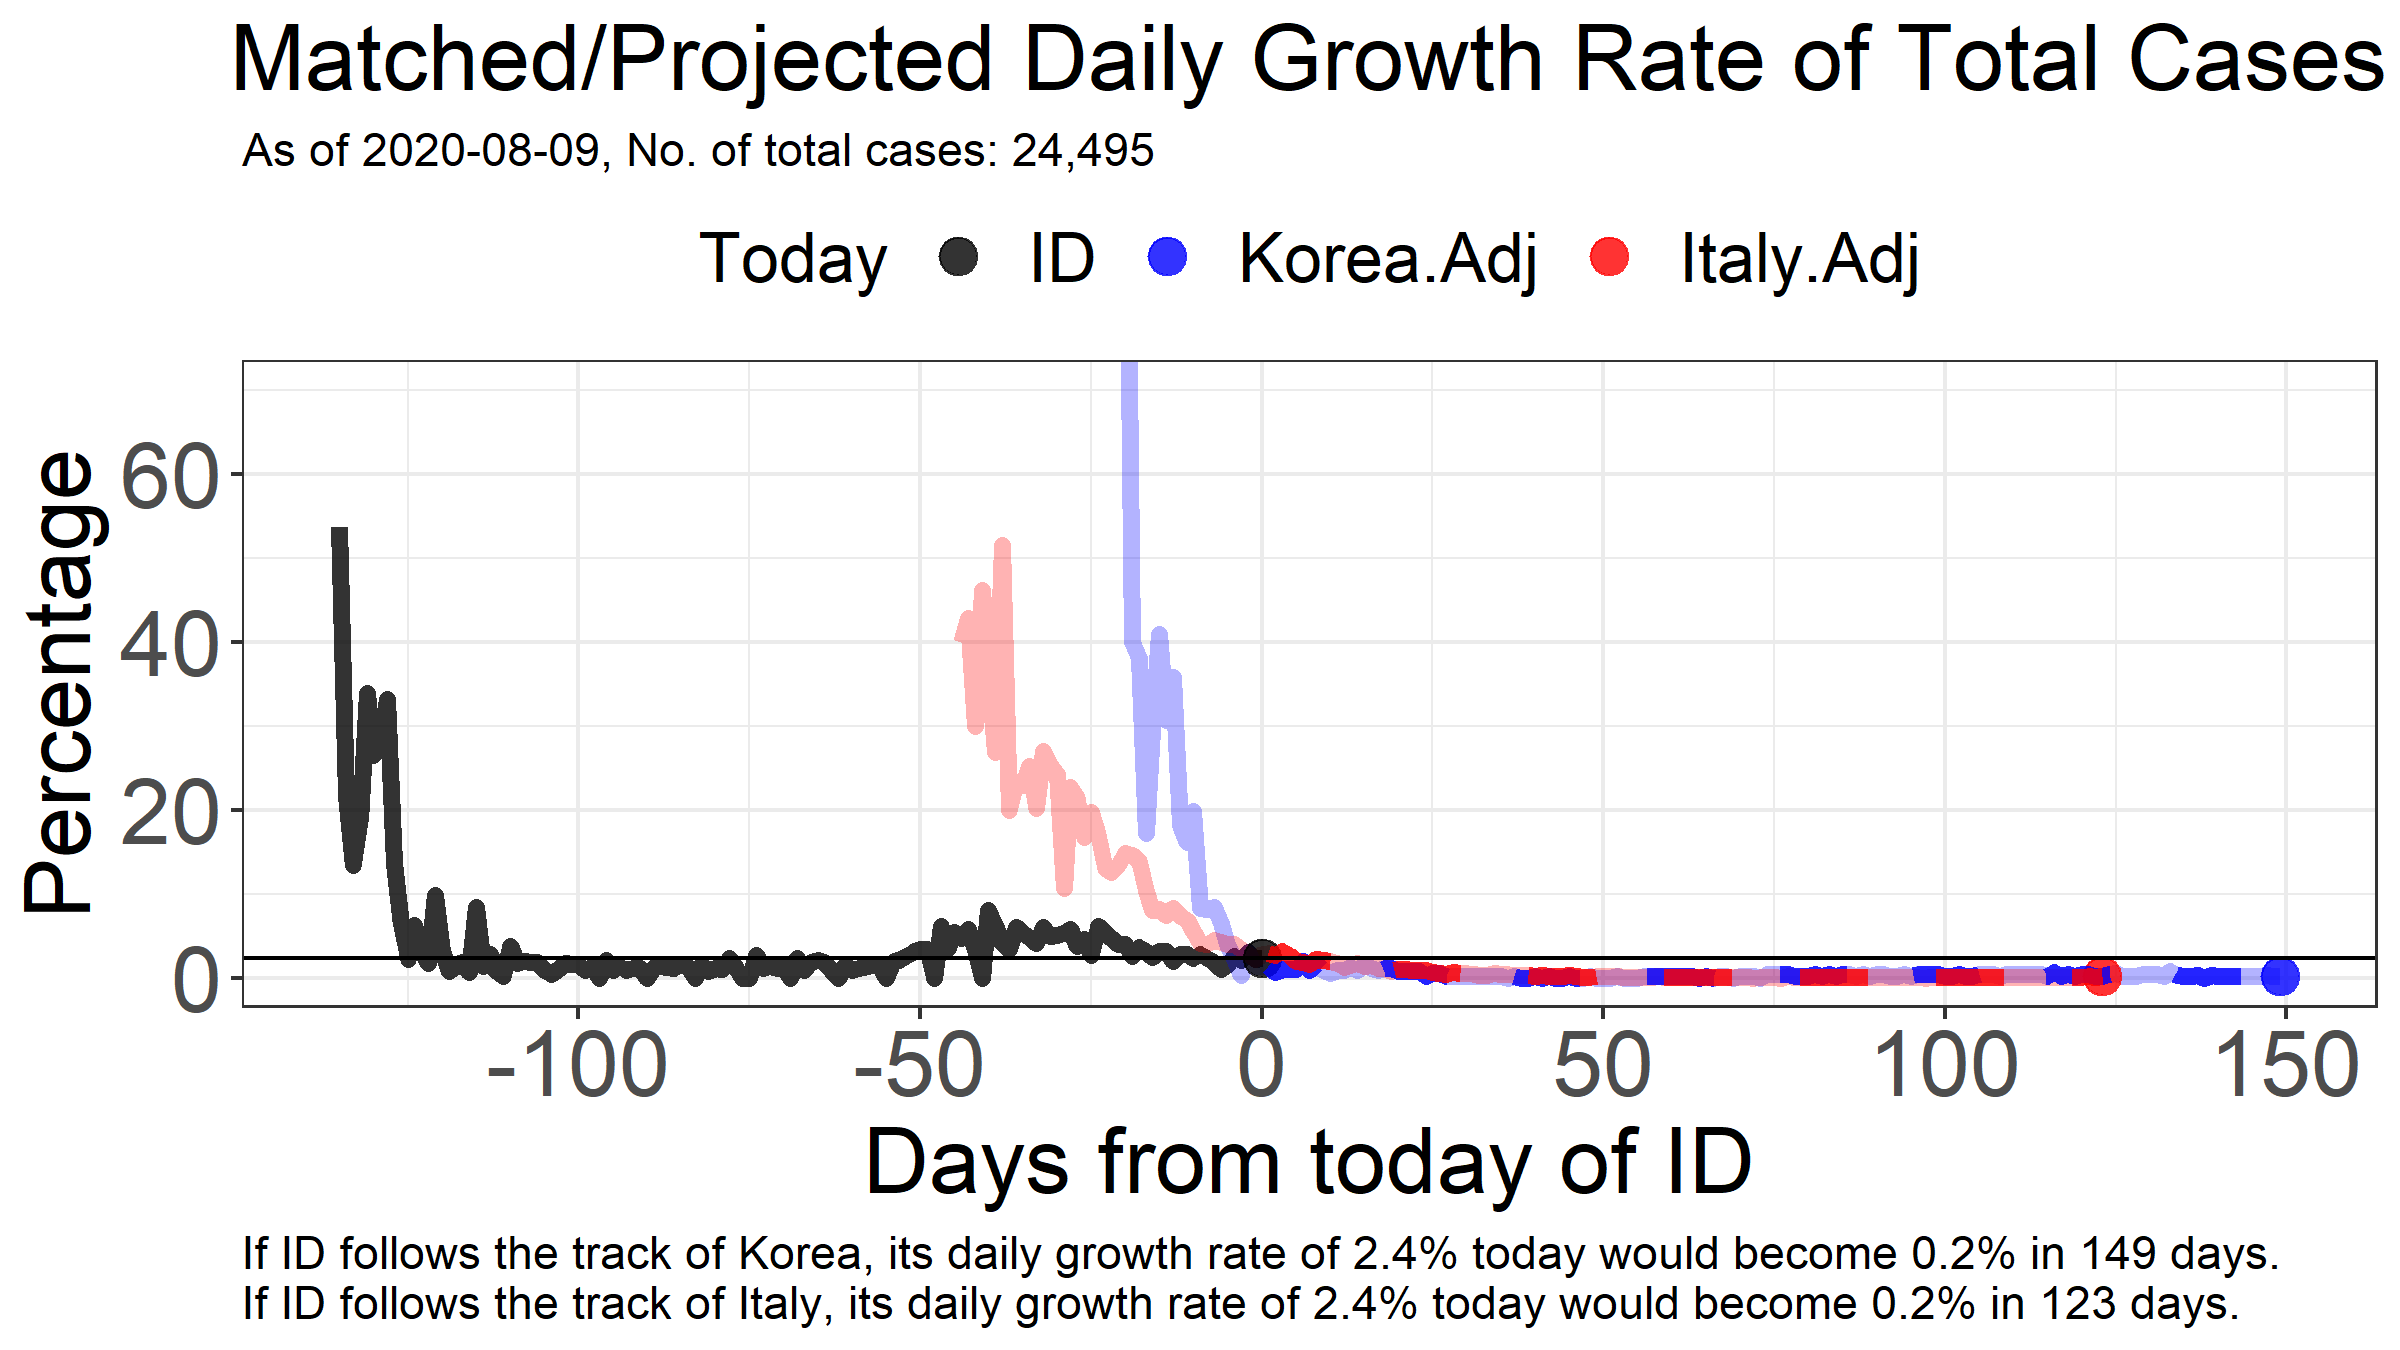 Matched/Projected Daily Growth Rate of Total Cases
As of 2020-08-09, No. of total cases: 24,495
Today ID Korea.Adj Italy.Adj
Percentage
60
40
20
0
-100 -50 0 50 100 150
Days from today of ID
If ID follows the track of Korea, its daily growth rate of 2.4% today would become 0.2% in 149 days.
If ID follows the track of Italy, its daily growth rate of 2.4% today would become 0.2% in 123 days.